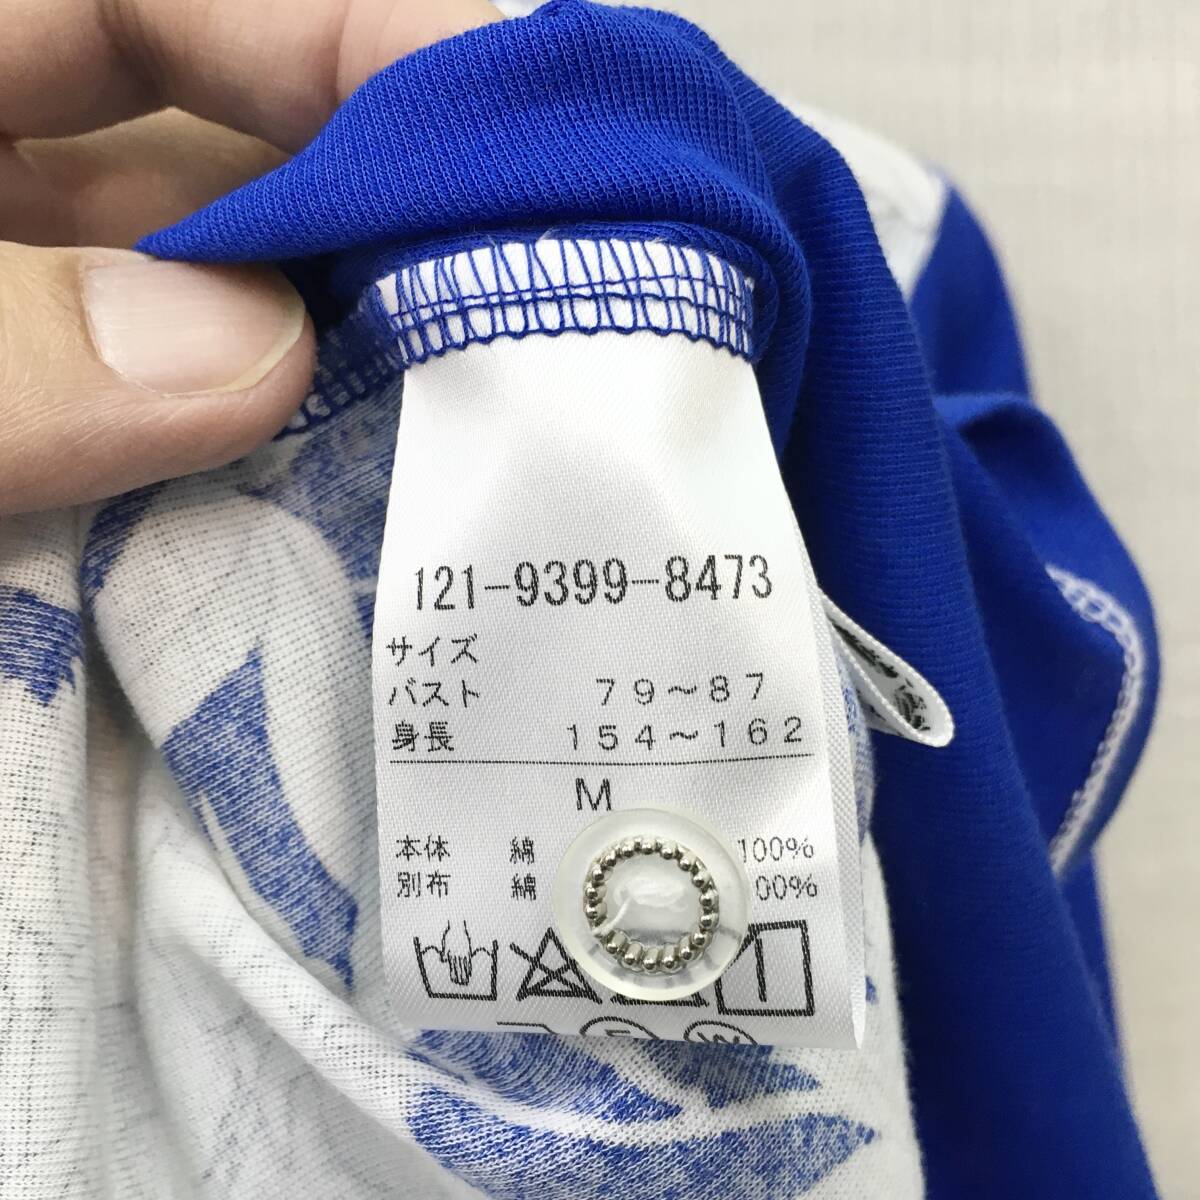 121-9399-8473
サイズ
バスト 79～87
身長 154～162
M
本体 綿 100%
別布 綿 00%